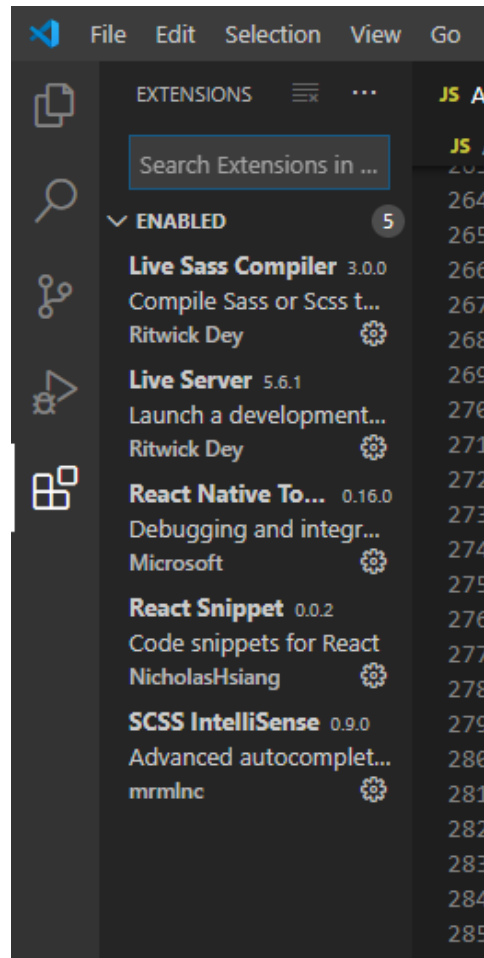 File Edit Selection View Go
EXTENSIONS
JS A
Search Extensions in ...
JS
ENABLED 5
Live Sass Compiler 3.0.0
Compile Sass or Scss t...
Ritwick Dey
Live Server 5.6.1
Launch a development...
Ritwick Dey
React Native To... 0.16.0
Debugging and integr...
Microsoft
React Snippet 0.0.2
Code snippets for React
NicholasHsiang
SCSS IntelliSense 0.9.0
Advanced autocomplet...
mrmlnc
264
265
266
267
268
269
270
271
272
273
274
275
276
277
278
279
280
281
282
283
284
285